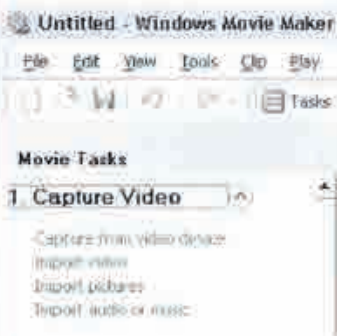 Untitled - Windows Movie Maker
File Edit View Tools Clip Play
Tasks
Movie Tasks
1. Capture Video
Capture from video device
Import video
Import pictures
Import audio or music